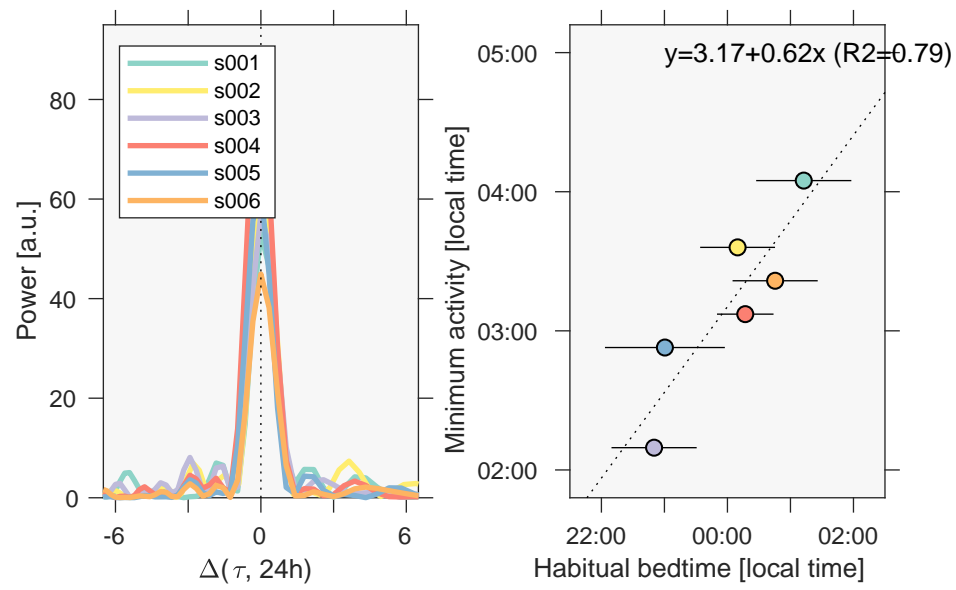 s001
s002
s003
s004
s005
s006
80
60
40
20
0
Power [a.u.]
-6 0 6
Δ(τ, 24h)
y=3.17+0.62x (R2=0.79)
05:00
04:00
03:00
02:00
Minimum activity [local time]
22:00 00:00 02:00
Habitual bedtime [local time]